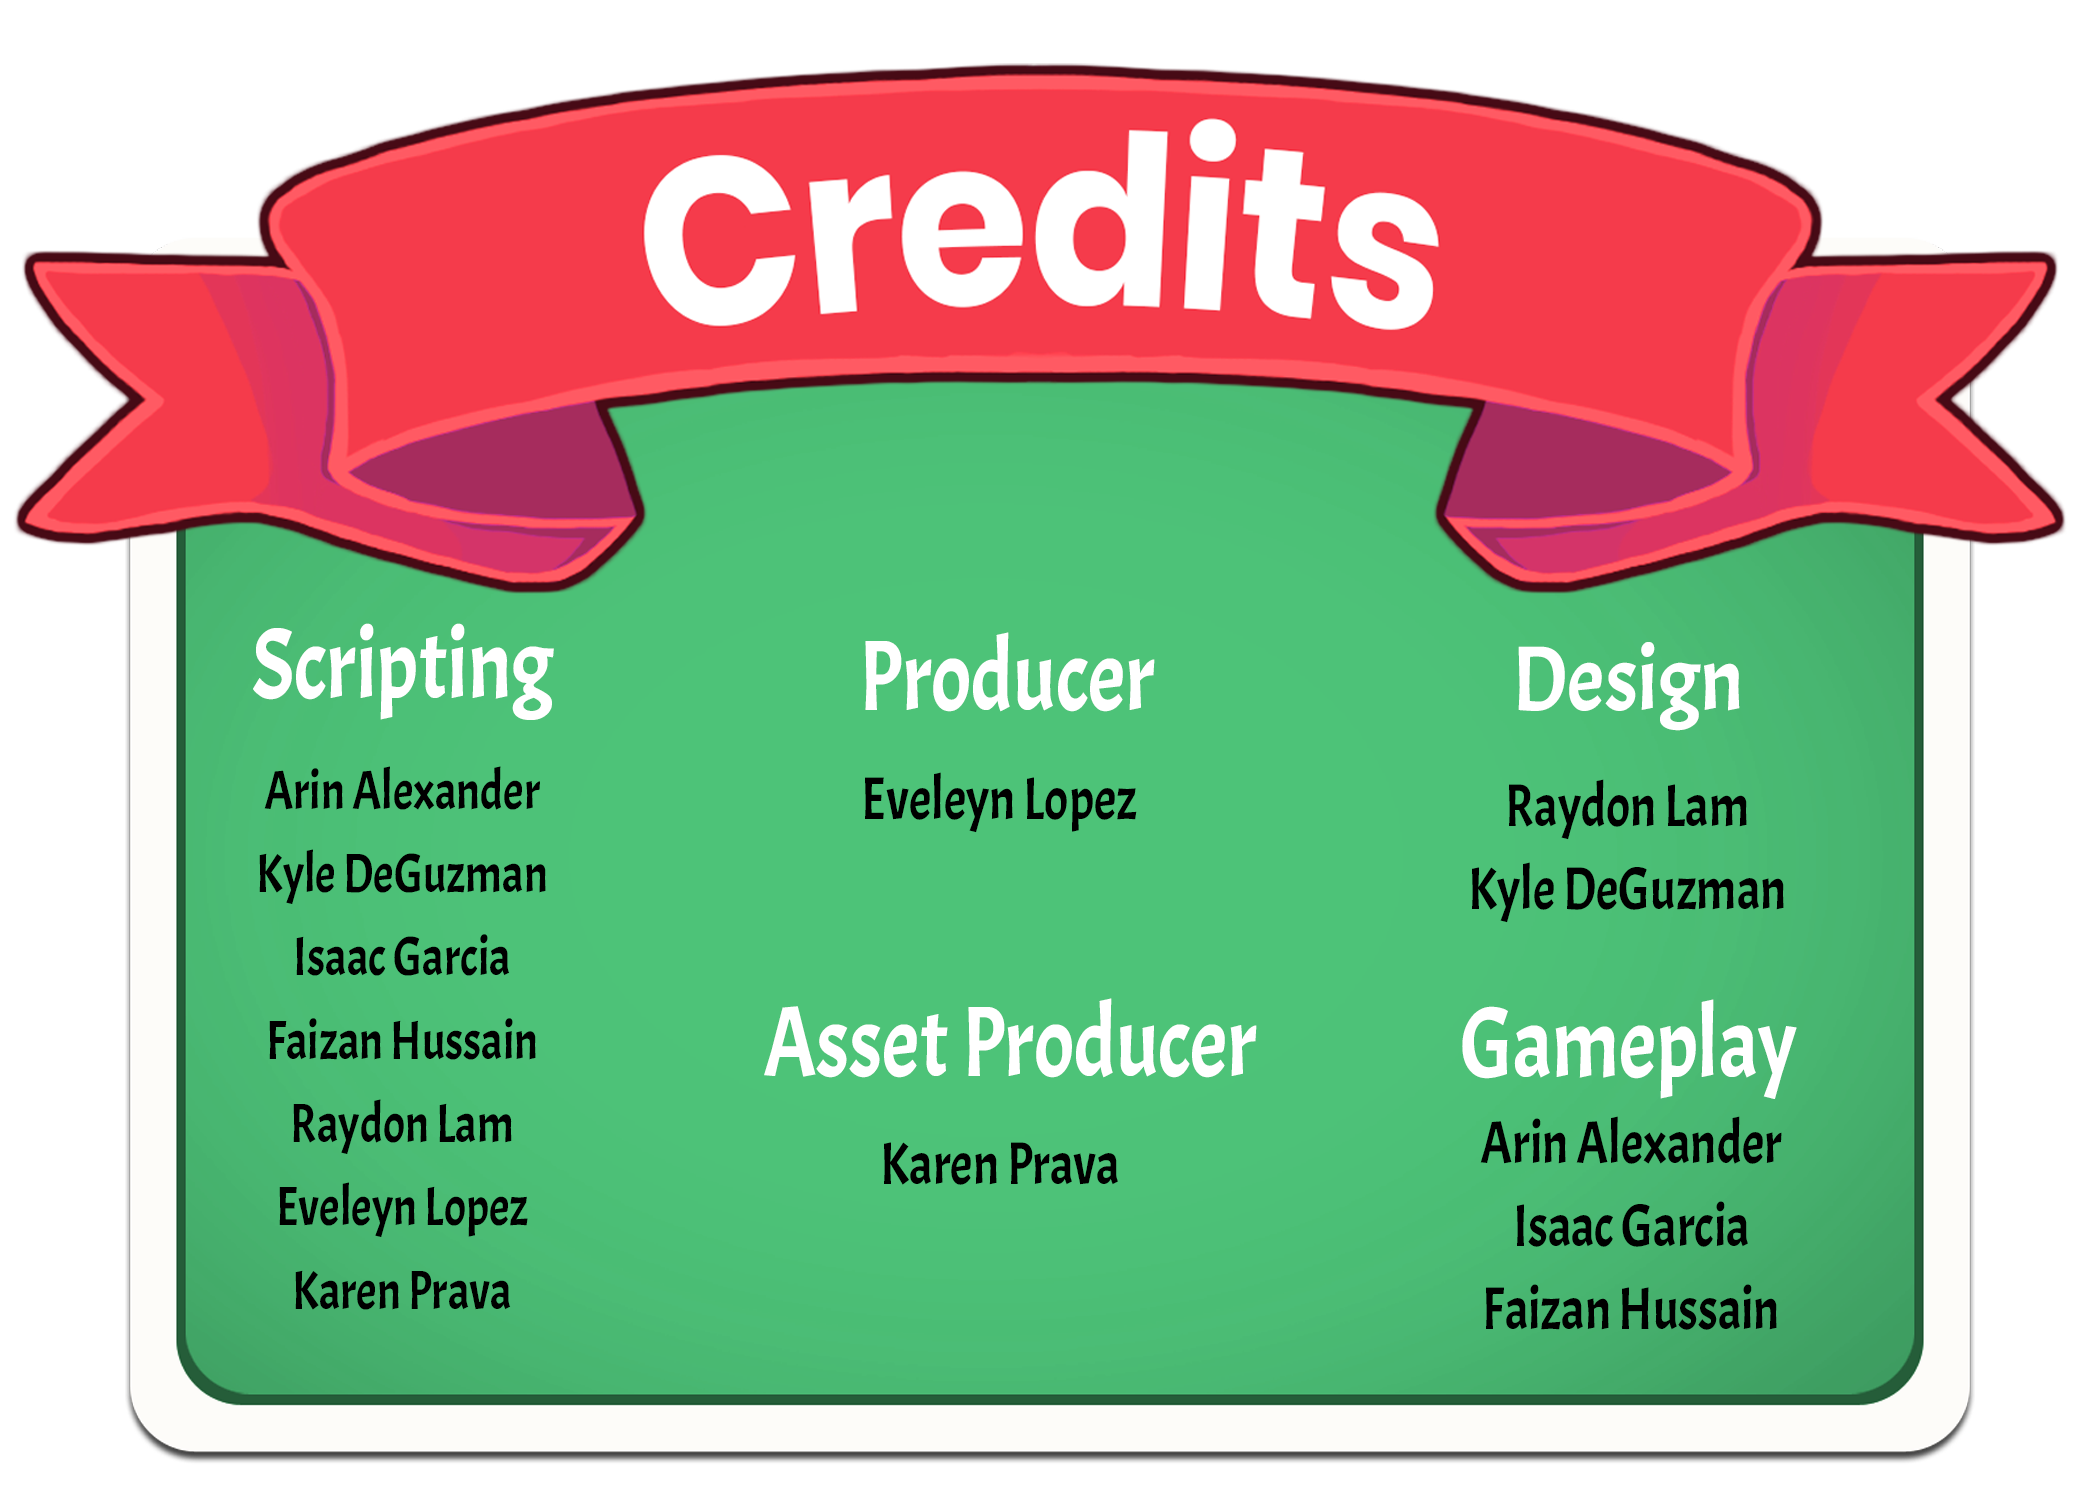 Credits
Scripting
Arin Alexander
Kyle DeGuzman
Isaac Garcia
Faizan Hussain
Raydon Lam
Eveleyn Lopez
Karen Prava
Producer
Eveleyn Lopez
Asset Producer
Karen Prava
Design
Raydon Lam
Kyle DeGuzman
Gameplay
Arin Alexander
Isaac Garcia
Faizan Hussain